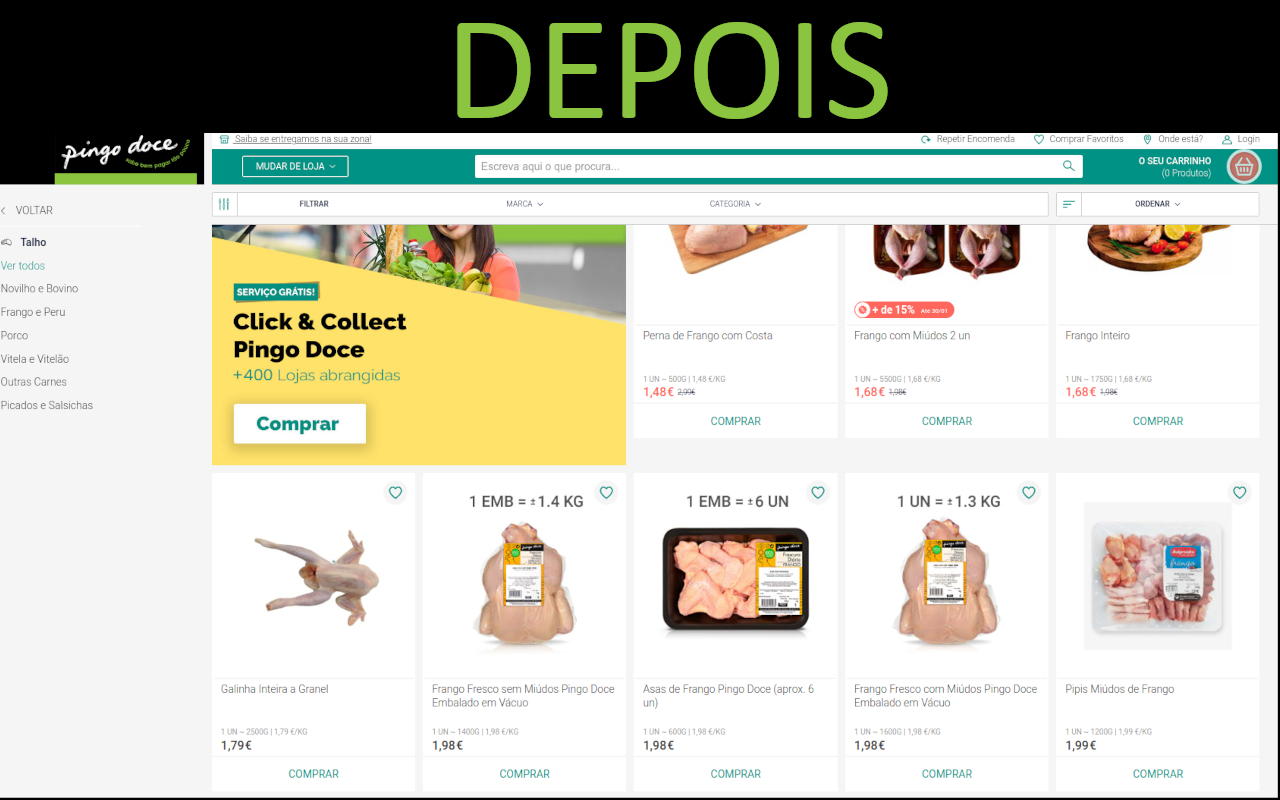 DEPOIS
pingo doce
sabe bem pagar tão pouco
Saiba se entregamos na sua zona!
Repetir Encomenda
Comprar Favoritos
Onde está?
Login
MUDAR DE LOJA
Escreva aqui o que procura...
O SEU CARRINHO
(0 Produtos)
VOLTAR
Talho
Ver todos
Novilho e Bovino
Frango e Peru
Porco
Vitela e Vitelão
Outras Carnes
Picados e Salsichas
FILTRAR
MARCA
CATEGORIA
ORDENAR
SERVIÇO GRÁTIS!
Click & Collect
Pingo Doce
+400 Lojas abrangidas
Comprar
Perna de Frango com Costa
1 UN ~ 500G | 1,48 €/KG
1,48€ 2,99€
COMPRAR
+ de 15% Até 30/01
Frango com Miúdos 2 un
1 UN ~ 5500G | 1,68 €/KG
1,68€ 1,98€
COMPRAR
Frango Inteiro
1 UN ~ 1750G | 1,68 €/KG
1,68€ 1,98€
COMPRAR
Galinha Inteira a Granel
1 UN ~ 2500G | 1,79 €/KG
1,79€
COMPRAR
1 EMB = ±1.4 KG
pingo doce
Frango Fresco sem Miúdos Pingo Doce
Embalado em Vácuo
1 UN ~ 1400G | 1,98 €/KG
1,98€
COMPRAR
1 EMB = ±6 UN
pingo doce
Asas de Frango Pingo Doce (aprox. 6
un)
1 UN ~ 600G | 1,98 €/KG
1,98€
COMPRAR
1 UN = ±1.3 KG
pingo doce
Frango Fresco com Miúdos Pingo Doce
Embalado em Vácuo
1 UN ~ 1600G | 1,98 €/KG
1,98€
COMPRAR
frango
Pipis Miúdos de Frango
1 UN ~ 1200G | 1,99 €/KG
1,99€
COMPRAR